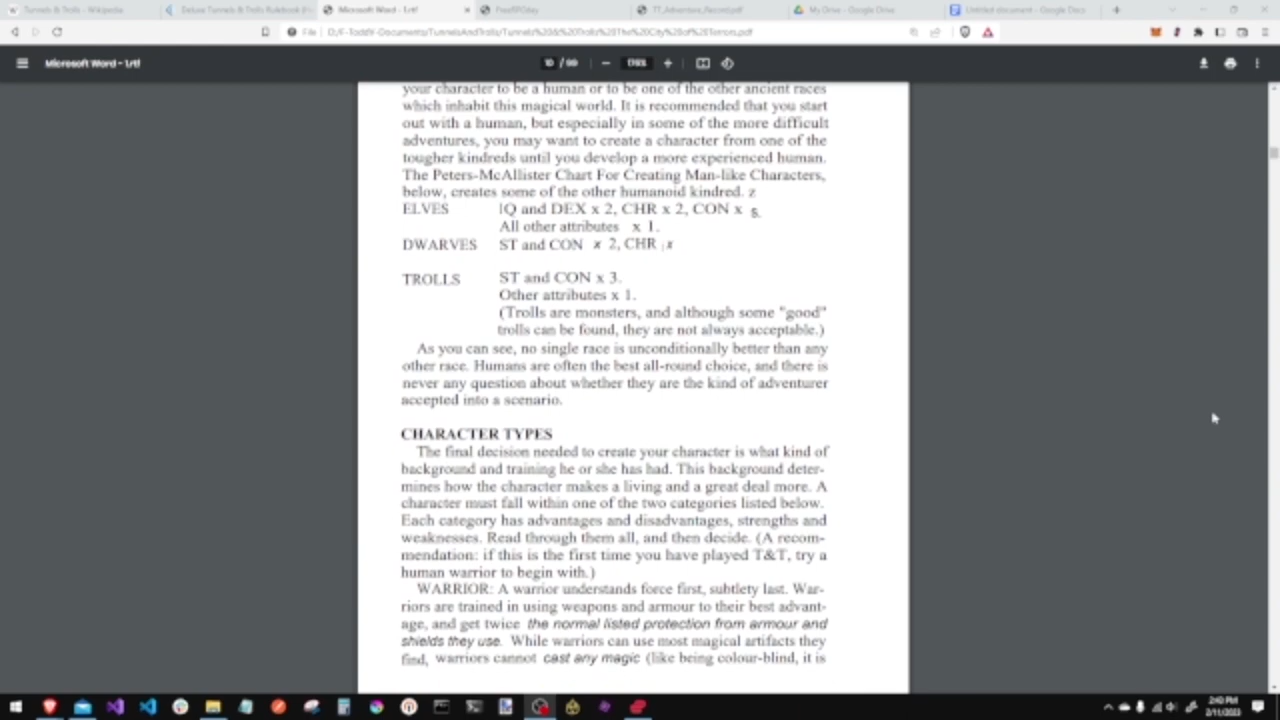 Tunnels & Trolls - Wikipedia
Deluxe Tunnels & Trolls Rulebook
Microsoft Word - 1.rtf
FreeRPGday
TT_Adventure_Record.pdf
My Drive - Google Drive
Untitled document - Google Docs
File
Microsoft Word - 1.rtf
10 / 99
your character to be a human or to be one of the other ancient races
which inhabit this magical world. It is recommended that you start
out with a human, but especially in some of the more difficult
adventures, you may want to create a character from one of the
tougher kindreds until you develop a more experienced human.
The Peters-McAllister Chart For Creating Man-like Characters,
below, creates some of the other humanoid kindred. z
ELVES IQ and DEX x 2, CHR x 2, CON x 5.
All other attributes x 1.
DWARVES ST and CON x 2, CHR x
TROLLS ST and CON x 3.
Other attributes x 1.
(Trolls are monsters, and although some "good"
trolls can be found, they are not always acceptable.)
As you can see, no single race is unconditionally better than any
other race. Humans are often the best all-round choice, and there is
never any question about whether they are the kind of adventurer
accepted into a scenario.
CHARACTER TYPES
The final decision needed to create your character is what kind of
background and training he or she has had. This background deter-
mines how the character makes a living and a great deal more. A
character must fall within one of the two categories listed below.
Each category has advantages and disadvantages, strengths and
weaknesses. Read through them all, and then decide. (A recom-
mendation: if this is the first time you have played T&T, try a
human warrior to begin with.)
WARRIOR: A warrior understands force first, subtlety last. War-
riors are trained in using weapons and armour to their best advant-
age, and get twice the normal listed protection from armour and
shields they use. While warriors can use most magical artifacts they
find, warriors cannot cast any magic (like being colour-blind, it is
2:40 PM
2/11/2023